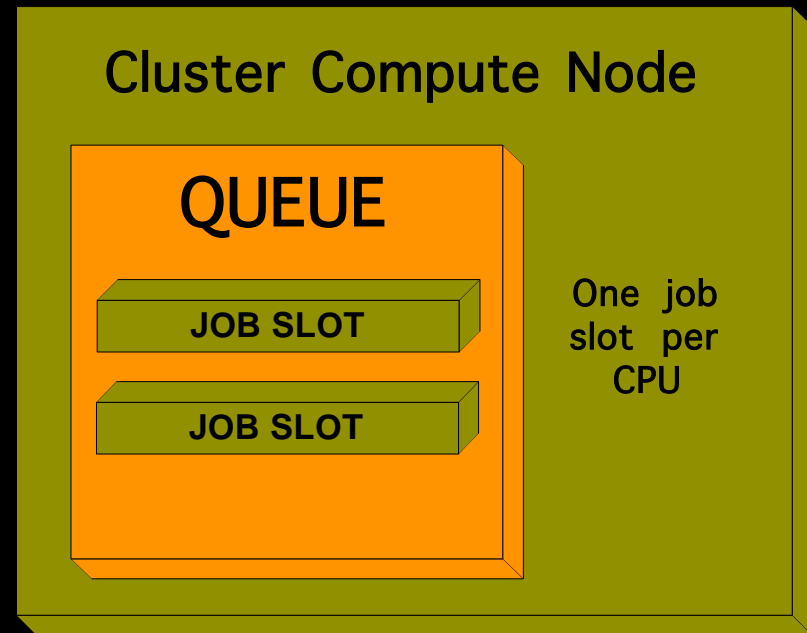 Cluster Compute Node
QUEUE
JOB SLOT
JOB SLOT
One job
slot per
CPU